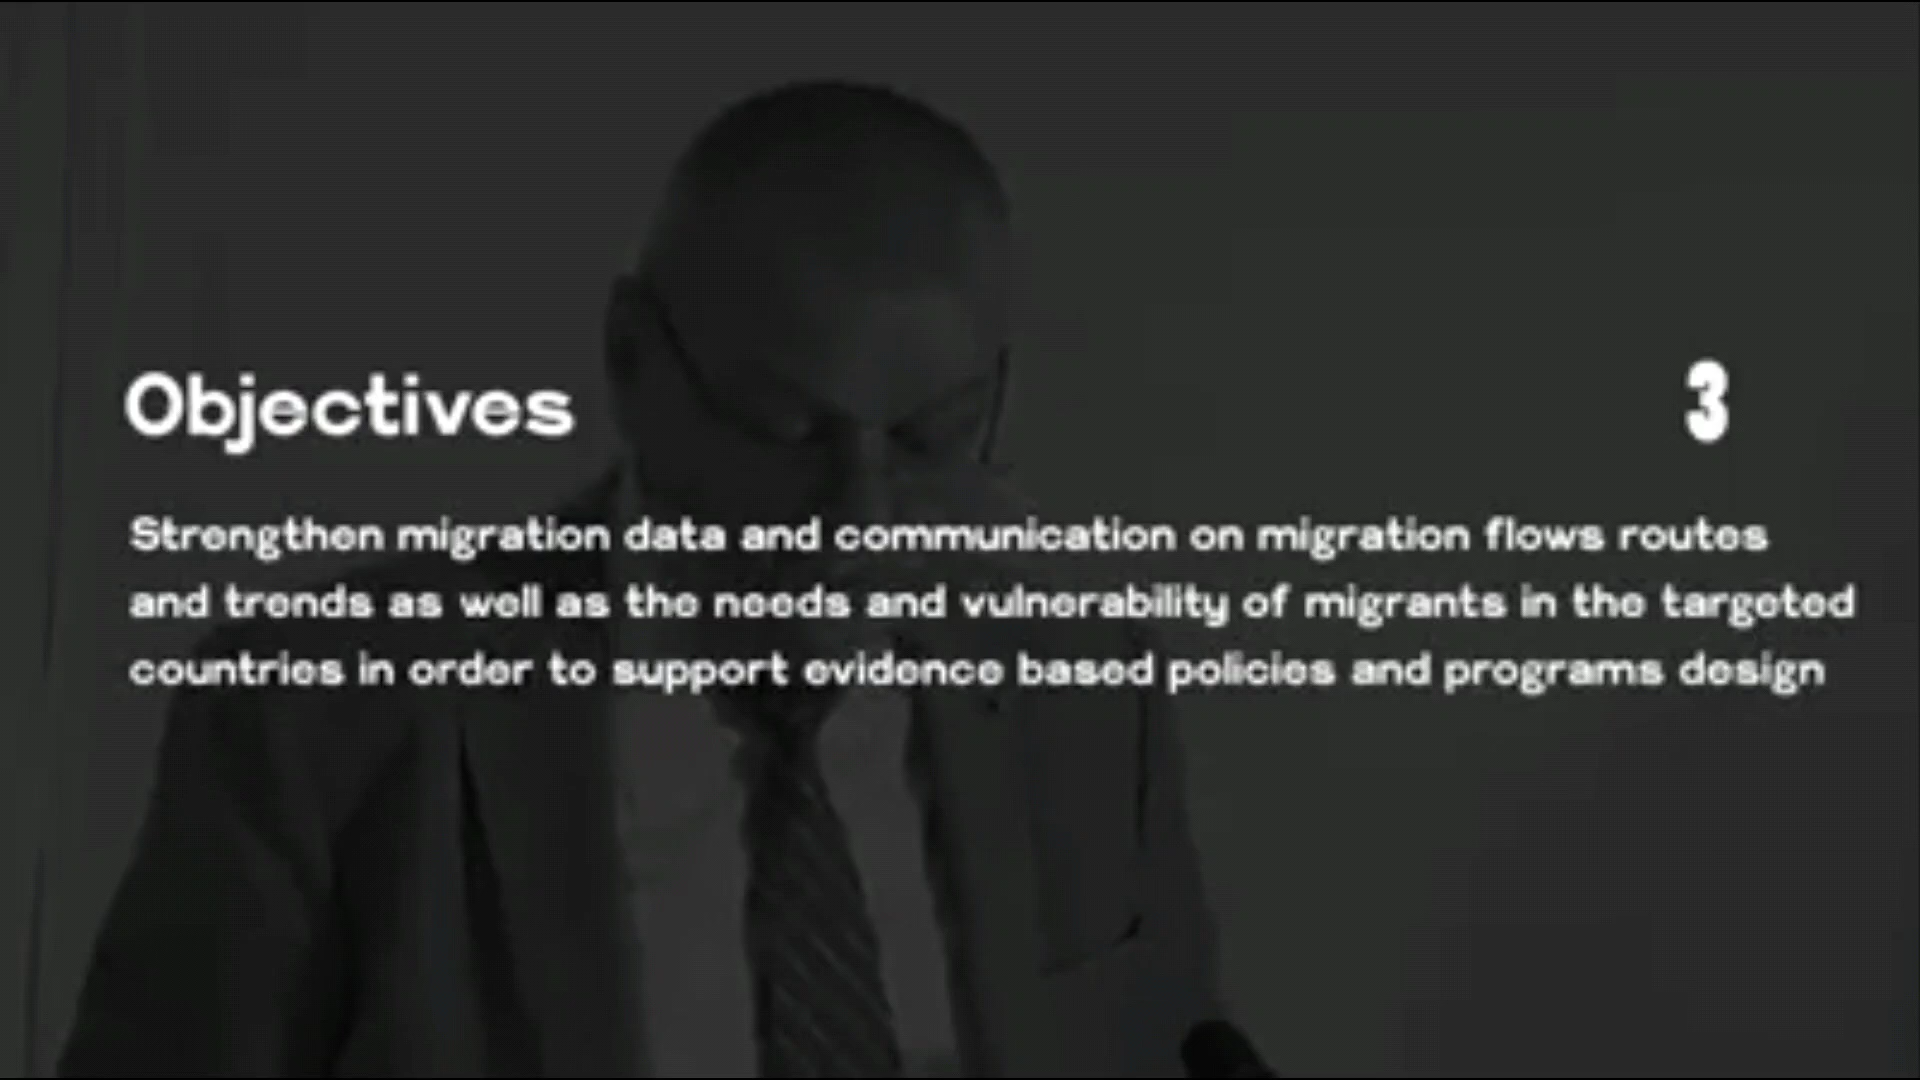 Objectives 3
Strengthen migration data and communication on migration flows routes
and trends as well as the needs and vulnerability of migrants in the targeted
countries in order to support evidence based policies and programs design